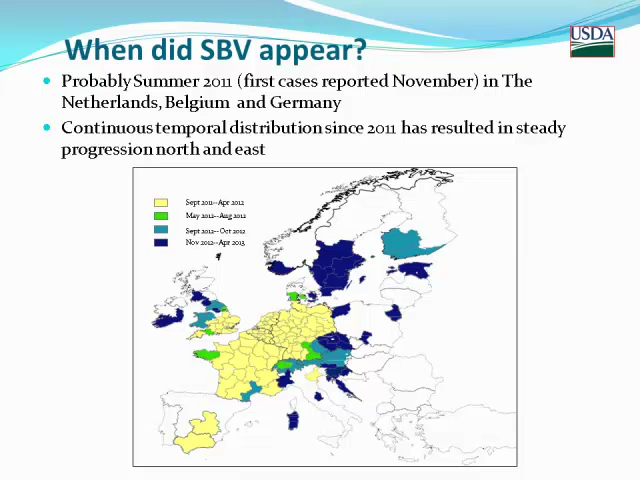 When did SBV appear?
USDA
Probably Summer 2011 (first cases reported November) in The
Netherlands, Belgium and Germany
Continuous temporal distribution since 2011 has resulted in steady
progression north and east
Sept 2011--Apr 2012
May 2012--Aug 2012
Sept 2012--Oct 2012
Nov 2012--Apr 2013